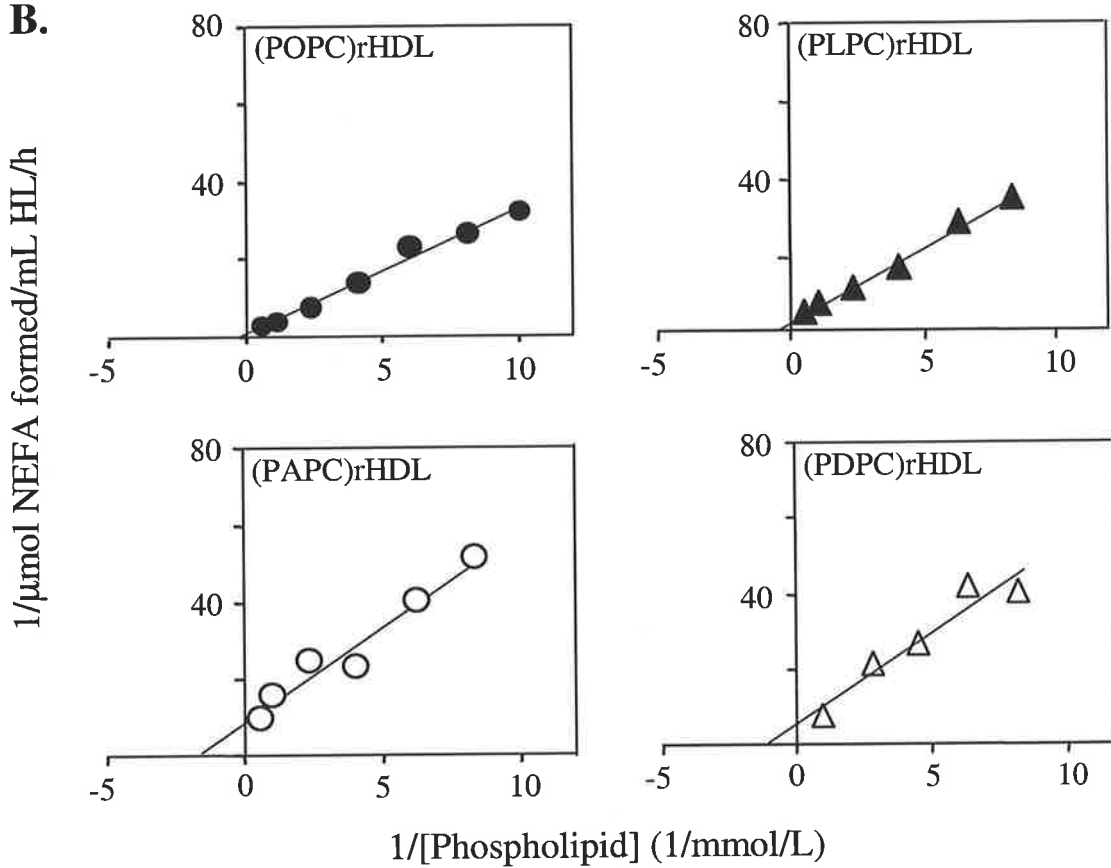 B.
1/µmol NEFA formed/mL HL/h
80
(POPC)rHDL
40
-5 0 5 10
80
(PLPC)rHDL
40
-5 0 5 10
80
(PAPC)rHDL
40
-5 0 5 10
80
(PDPC)rHDL
40
-5 0 5 10
1/[Phospholipid] (1/mmol/L)